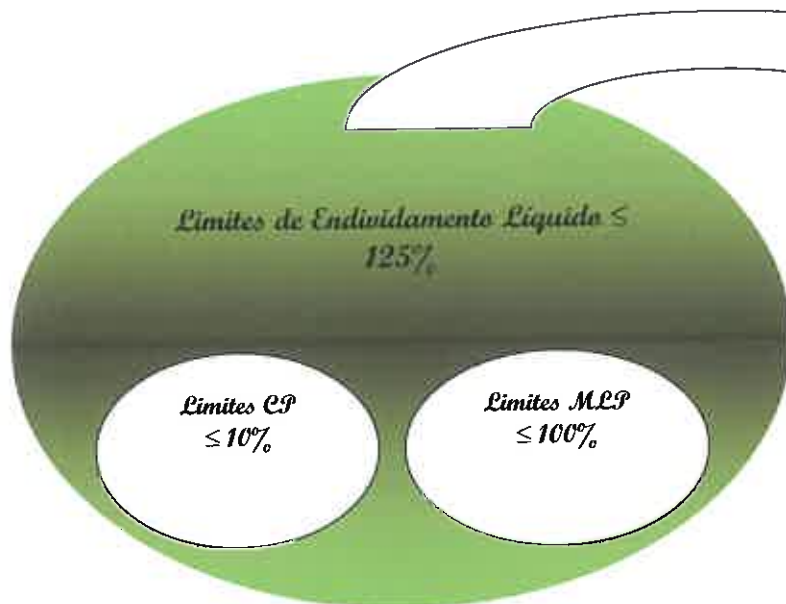 Limites de Endividamento Líquido ≤
125%
Limites CP
≤ 10%
Limites MLP
≤ 100%